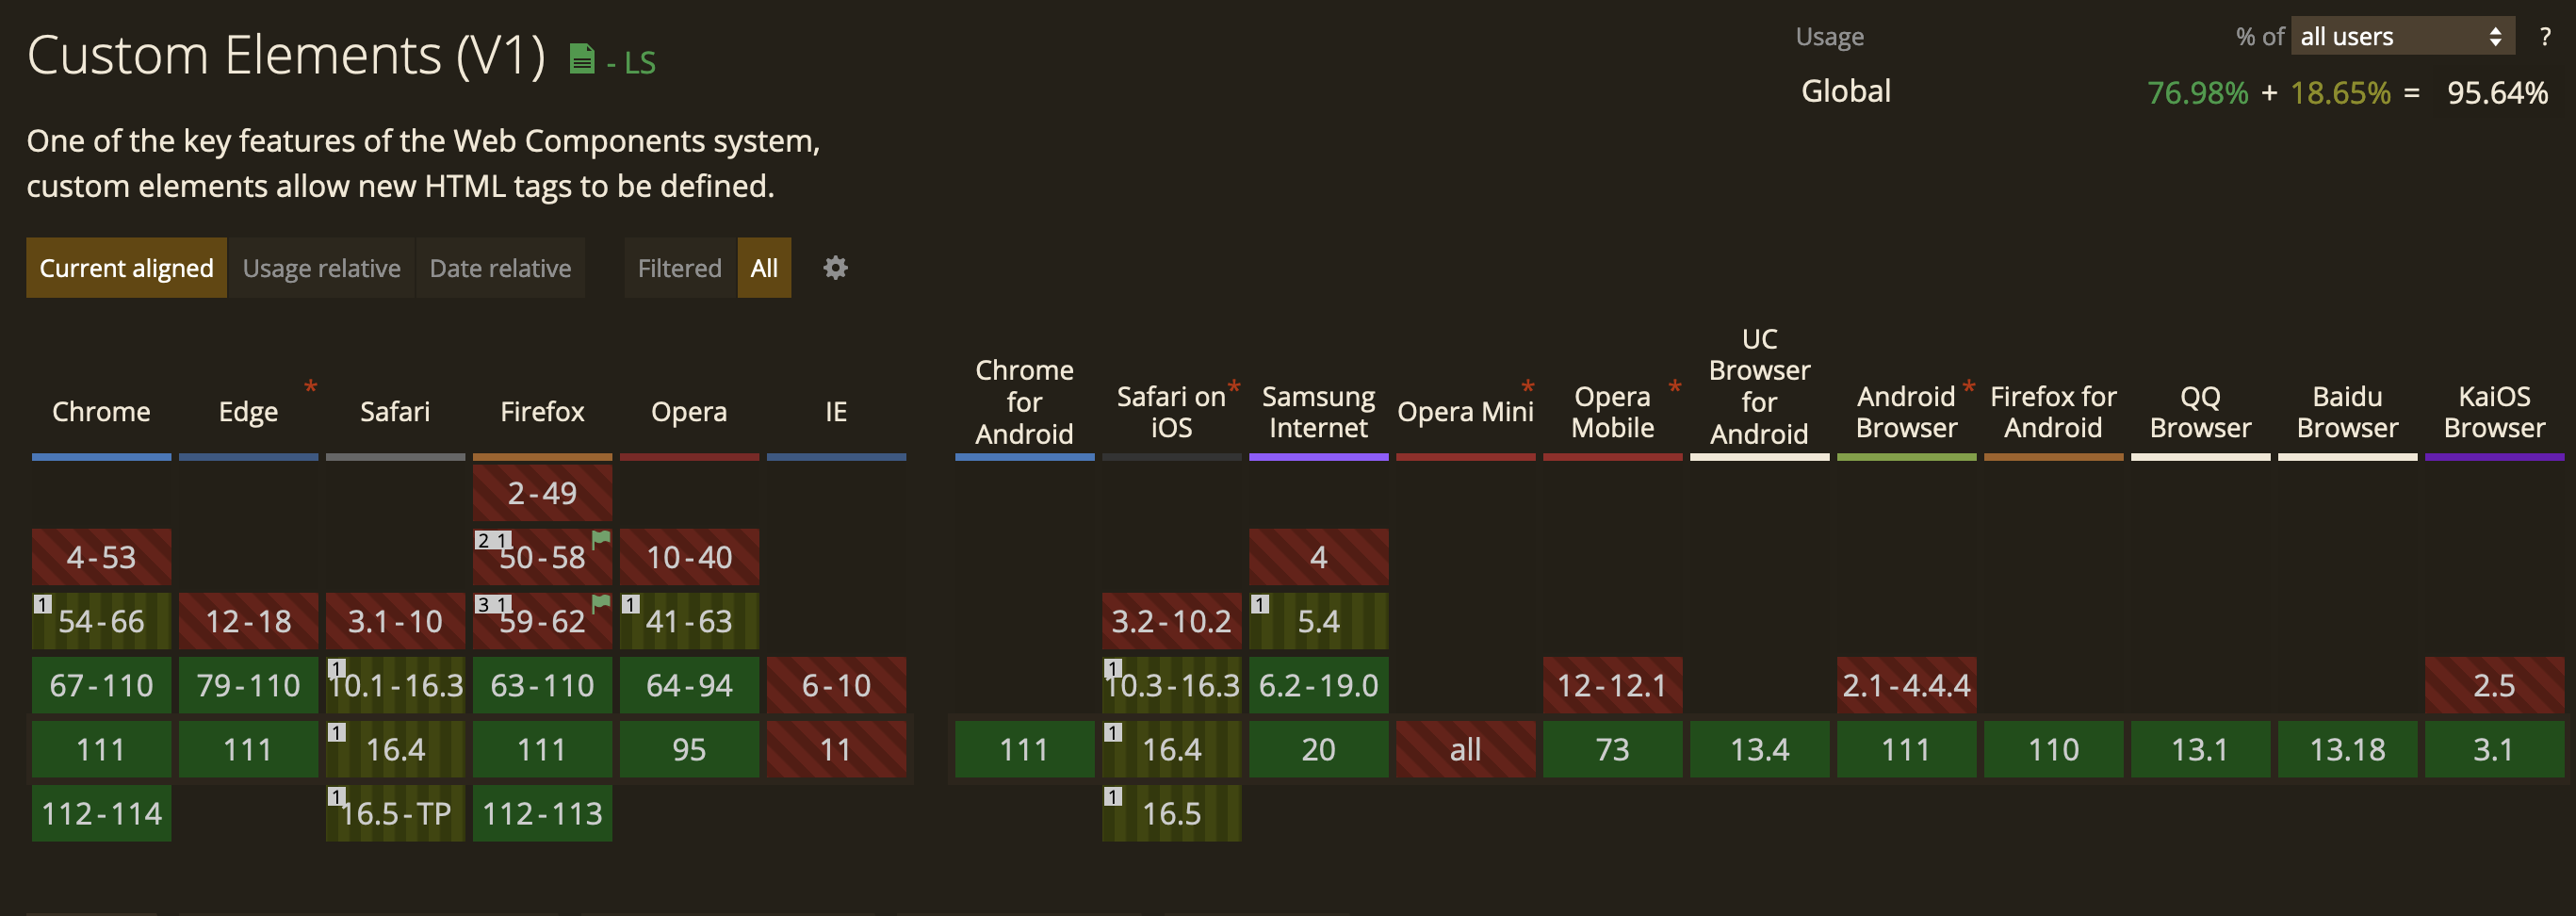 Custom Elements (V1) - LS
Usage % of all users ?
Global 76.98% + 18.65% = 95.64%
One of the key features of the Web Components system,
custom elements allow new HTML tags to be defined.
Current aligned Usage relative Date relative Filtered All
Chrome
Edge *
Safari
Firefox
Opera
IE
Chrome
for
Android
Safari on *
iOS
Samsung
Internet
Opera Mini *
Opera *
Mobile
UC
Browser
for
Android
Android *
Browser
Firefox for
Android
QQ
Browser
Baidu
Browser
KaiOS
Browser
2-49
4-53 2 1 50-58 10-40 4
1 54-66 12-18 3.1-10 3 1 59-62 1 41-63 3.2-10.2 1 5.4
67-110 79-110 1 10.1-16.3 63-110 64-94 6-10 1 10.3-16.3 6.2-19.0 12-12.1 2.1-4.4.4 2.5
111 111 1 16.4 111 95 11 111 1 16.4 20 all 73 13.4 111 110 13.1 13.18 3.1
112-114 1 16.5-TP 112-113 1 16.5